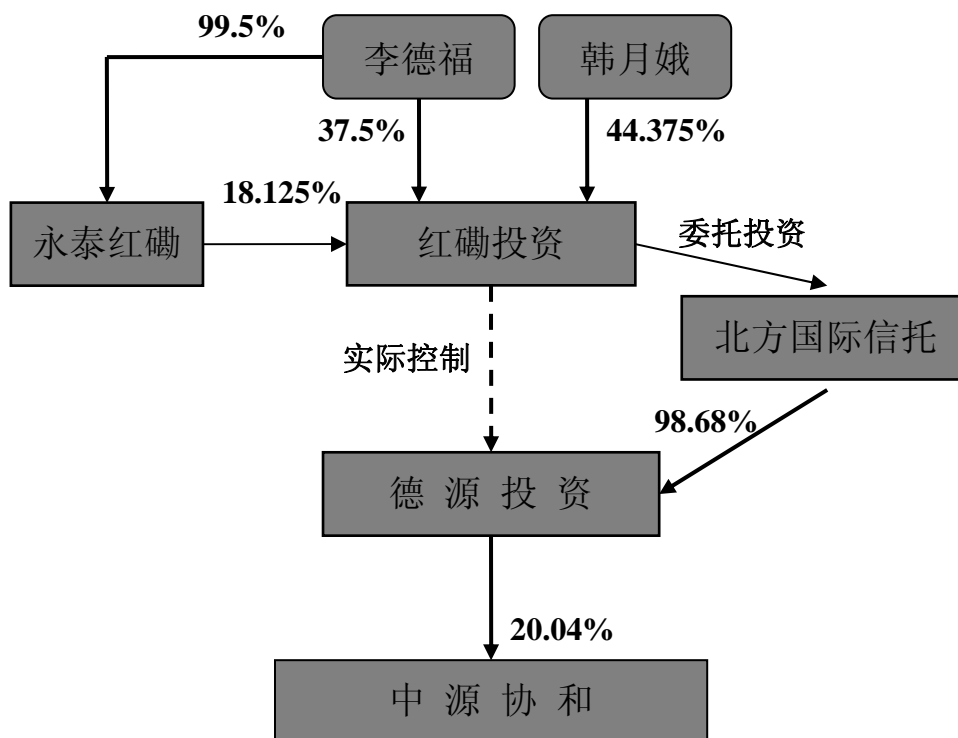 99.5%
李德福
韩月娥
37.5%
44.375%
18.125%
永泰红磡
红磡投资
委托投资
北方国际信托
实际控制
98.68%
德 源 投 资
20.04%
中 源 协 和